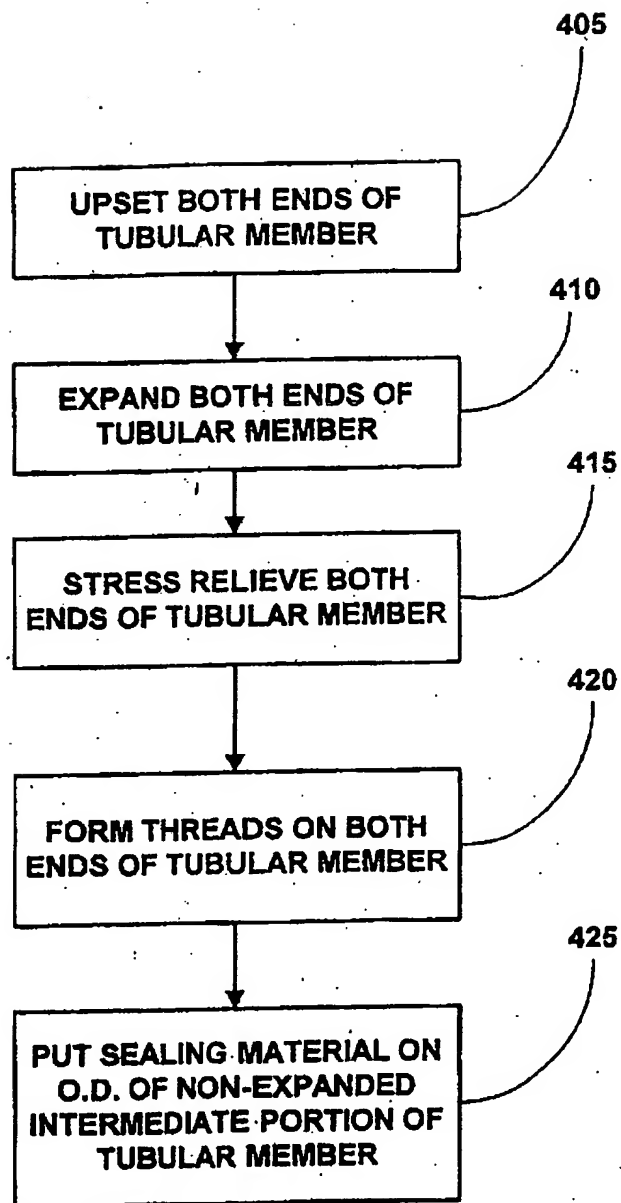 405
UPSET BOTH ENDS OF
TUBULAR MEMBER
410
EXPAND BOTH ENDS OF
TUBULAR MEMBER
415
STRESS RELIEVE BOTH
ENDS OF TUBULAR MEMBER
420
FORM THREADS ON BOTH
ENDS OF TUBULAR MEMBER
425
PUT SEALING MATERIAL ON
O.D. OF NON-EXPANDED
INTERMEDIATE PORTION OF
TUBULAR MEMBER